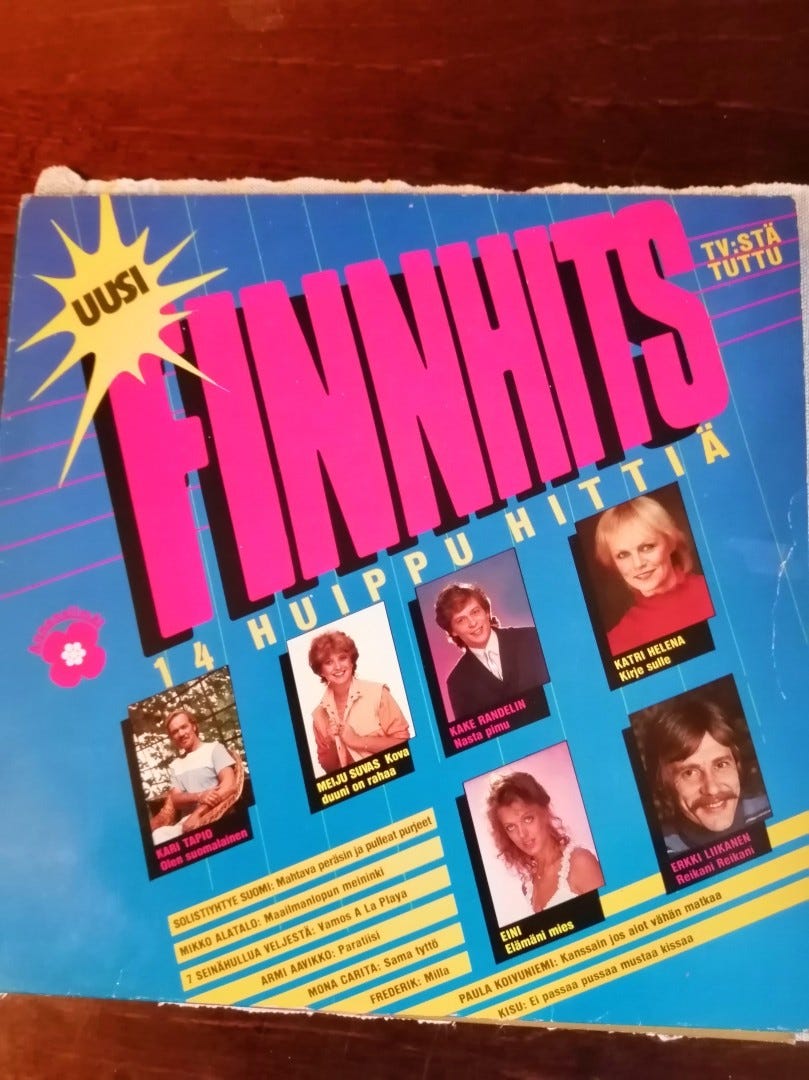 UUSI
FINNHITS
TV:STÄ
TUTTU
14 HUIPPU HITTIÄ
KATRI HELENA
Kirje sulle
KAKE RANDELIN
Nasta pimu
MEIJU SUVAS Kova
duuni on rahaa
KARI TAPIO
Olen suomalainen
ERKKI LIIKANEN
Reikani Reikani
EINI
Elämäni mies
SOLISTIYHTYE SUOMI: Mahtava peräsin ja pulleat purjeet
MIKKO ALATALO: Maailmanlopun meininki
7 SEINÄHULLUA VELJESTÄ: Vamos A La Playa
ARMI AAVIKKO: Paratiisi
MONA CARITA: Sama tyttö
FREDERIK: Milla
PAULA KOIVUNIEMI: Kanssain jos aiot vähän matkaa
KISU: Ei passaa pussaa mustaa kissaa